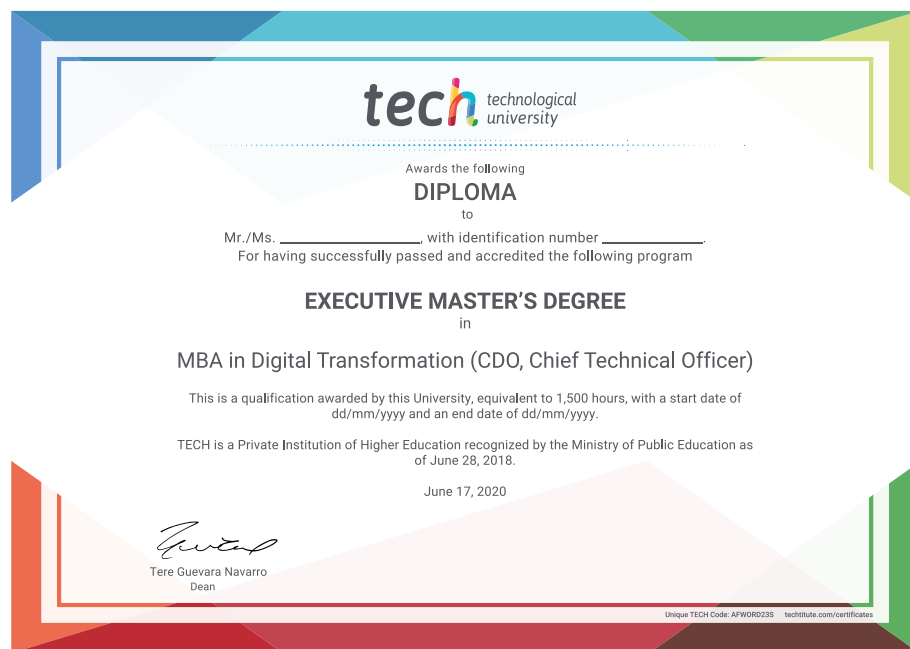 tech technological
university
Awards the following
DIPLOMA
to
Mr./Ms. ____________________, with identification number ______________.
For having successfully passed and accredited the following program
EXECUTIVE MASTER'S DEGREE
in
MBA in Digital Transformation (CDO, Chief Technical Officer)
This is a qualification awarded by this University, equivalent to 1,500 hours, with a start date of
dd/mm/yyyy and an end date of dd/mm/yyyy.
TECH is a Private Institution of Higher Education recognized by the Ministry of Public Education as
of June 28, 2018.
June 17, 2020
Tere Guevara Navarro
Dean
Unique TECH Code: AFWORD23S techtitute.com/certificates